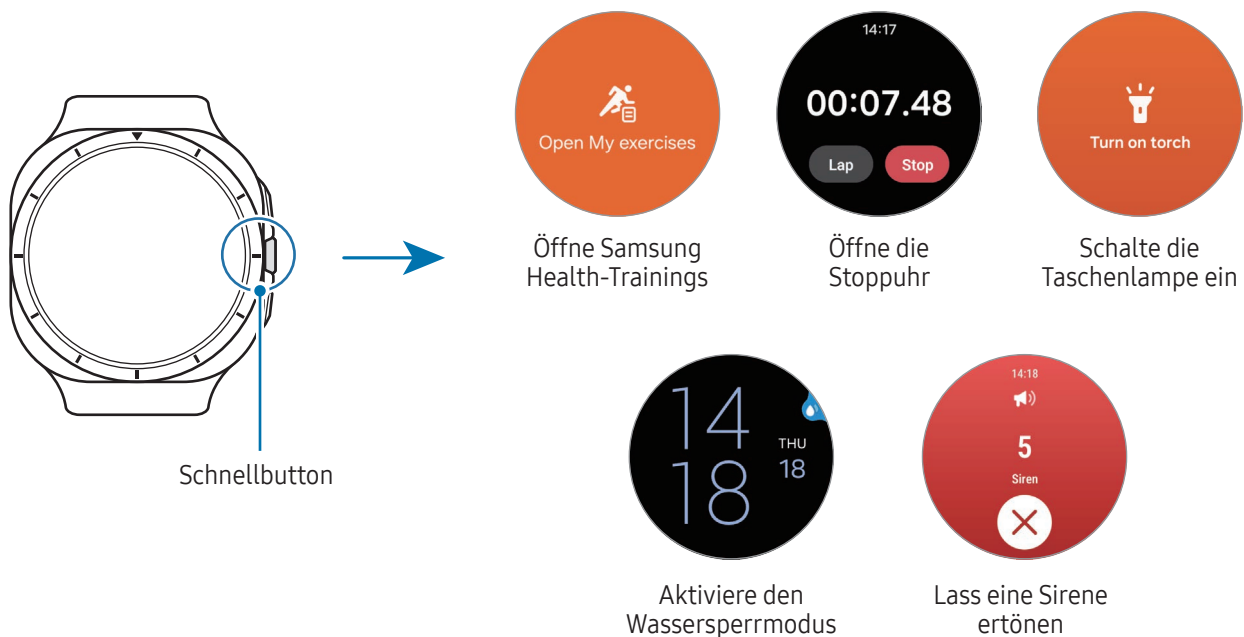 Schnellbutton
Open My exercises
Öffne Samsung
Health-Trainings
14:17
00:07.48
Lap
Stop
Öffne die
Stoppuhr
Turn on torch
Schalte die
Taschenlampe ein
14
18
THU
18
Aktiviere den
Wassersperrmodus
14:18
5
Siren
Lass eine Sirene
ertönen